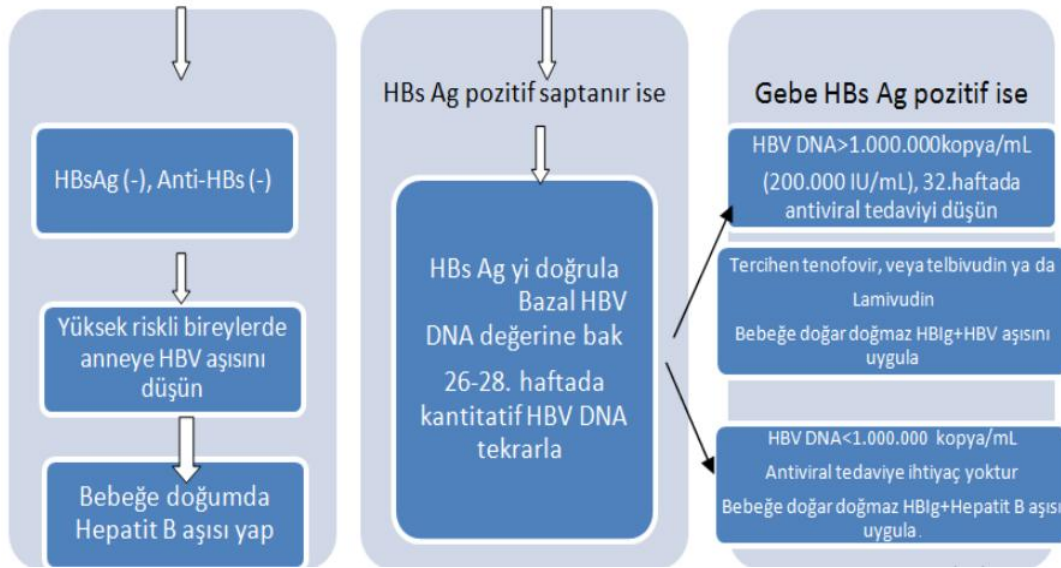 HBsAg (-), Anti-HBs (-)
Yüksek riskli bireylerde
anneye HBV aşısını
düşün
Bebeğe doğumda
Hepatit B aşısı yap
HBs Ag pozitif saptanır ise
HBs Ag yi doğrula
Bazal HBV
DNA değerine bak
26-28. haftada
kantitatif HBV DNA
tekrarla
Gebe HBs Ag pozitif ise
HBV DNA>1.000.000kopya/mL
(200.000 IU/mL), 32.haftada
antiviral tedaviyi düşün
Tercihen tenofovir, veya telbivudin ya da
Lamivudin
Bebeğe doğar doğmaz HBIg+HBV aşısını
uygula
HBV DNA<1.000.000 kopya/mL
Antiviral tedaviye ihtiyaç yoktur
Bebeğe doğar doğmaz HBIg+Hepatit B aşısı
uygula.